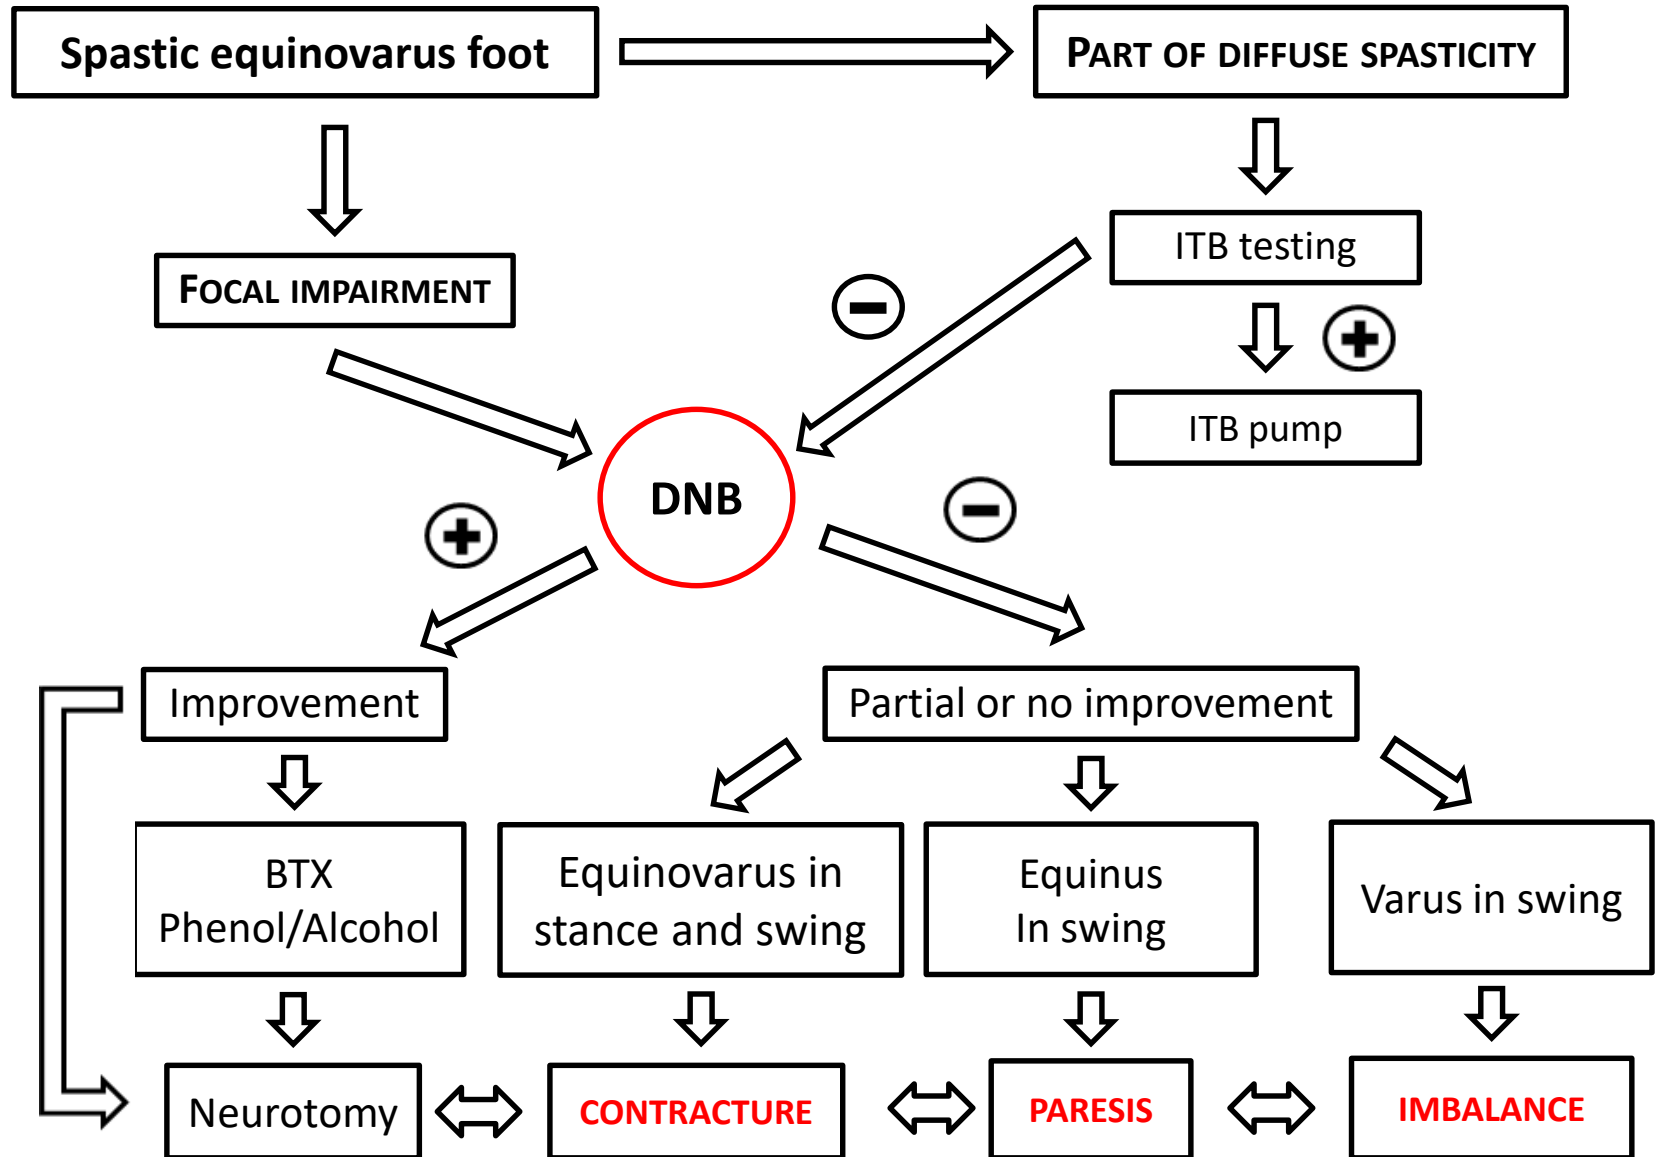 Spastic equinovarus foot
PART OF DIFFUSE SPASTICITY
ITB testing
FOCAL IMPAIRMENT
ITB pump
DNB
Improvement
Partial or no improvement
BTX
Phenol/Alcohol
Equinovarus in
stance and swing
Equinus
In swing
Varus in swing
Neurotomy
CONTRACTURE
PARESIS
IMBALANCE